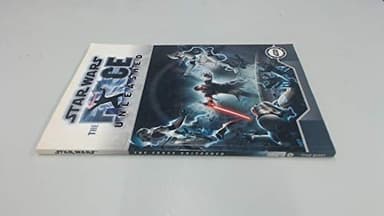 STAR WARS
THE FORCE
UNLEASHED
STAR WARS
THE FORCE UNLEASHED